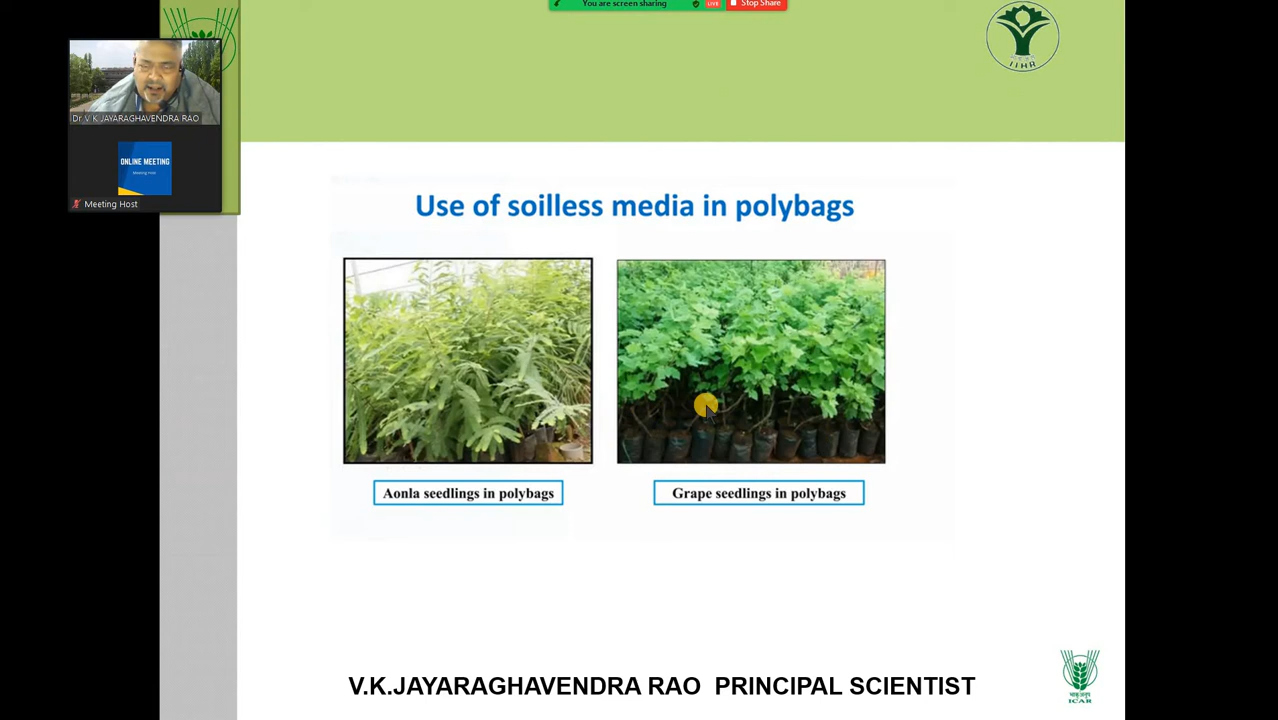 You are screen sharing
LIVE
Stop Share
IIHR
Dr V K JAYARAGHAVENDRA RAO
ONLINE MEETING
Meeting Host
Meeting Host
Use of soilless media in polybags
Aonla seedlings in polybags
Grape seedlings in polybags
V.K.JAYARAGHAVENDRA RAO PRINCIPAL SCIENTIST
ICAR